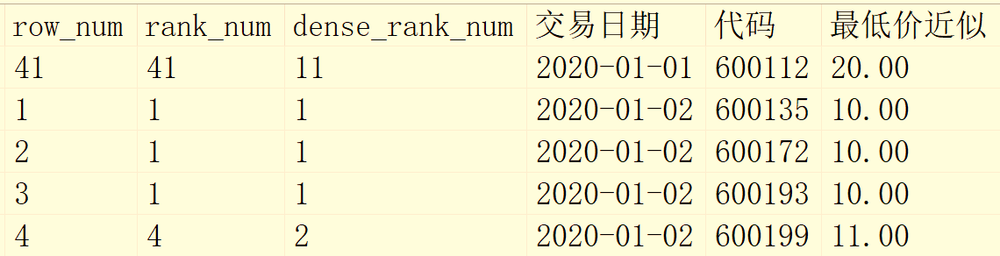 row_num rank_num dense_rank_num 交易日期 代码 最低价近似
41 41 11 2020-01-01 600112 20.00
1 1 1 2020-01-02 600135 10.00
2 1 1 2020-01-02 600172 10.00
3 1 1 2020-01-02 600193 10.00
4 4 2 2020-01-02 600199 11.00